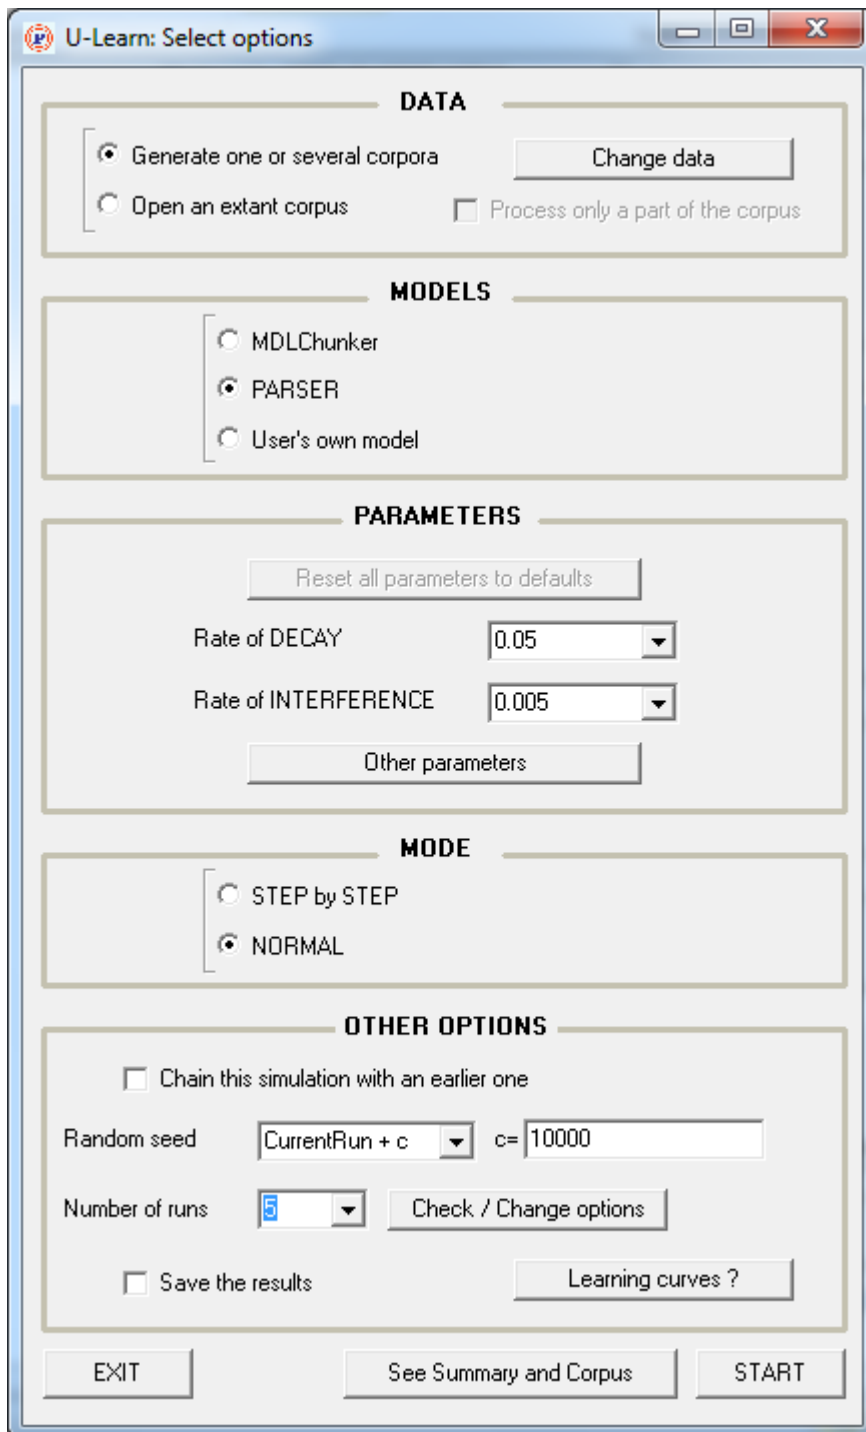 U-Learn: Select options
DATA
Generate one or several corpora
Change data
Open an extant corpus
Process only a part of the corpus
MODELS
MDLChunker
PARSER
User's own model
PARAMETERS
Reset all parameters to defaults
Rate of DECAY 0.05
Rate of INTERFERENCE 0.005
Other parameters
MODE
STEP by STEP
NORMAL
OTHER OPTIONS
Chain this simulation with an earlier one
Random seed CurrentRun + c c= 10000
Number of runs 5 Check / Change options
Save the results Learning curves ?
EXIT See Summary and Corpus START